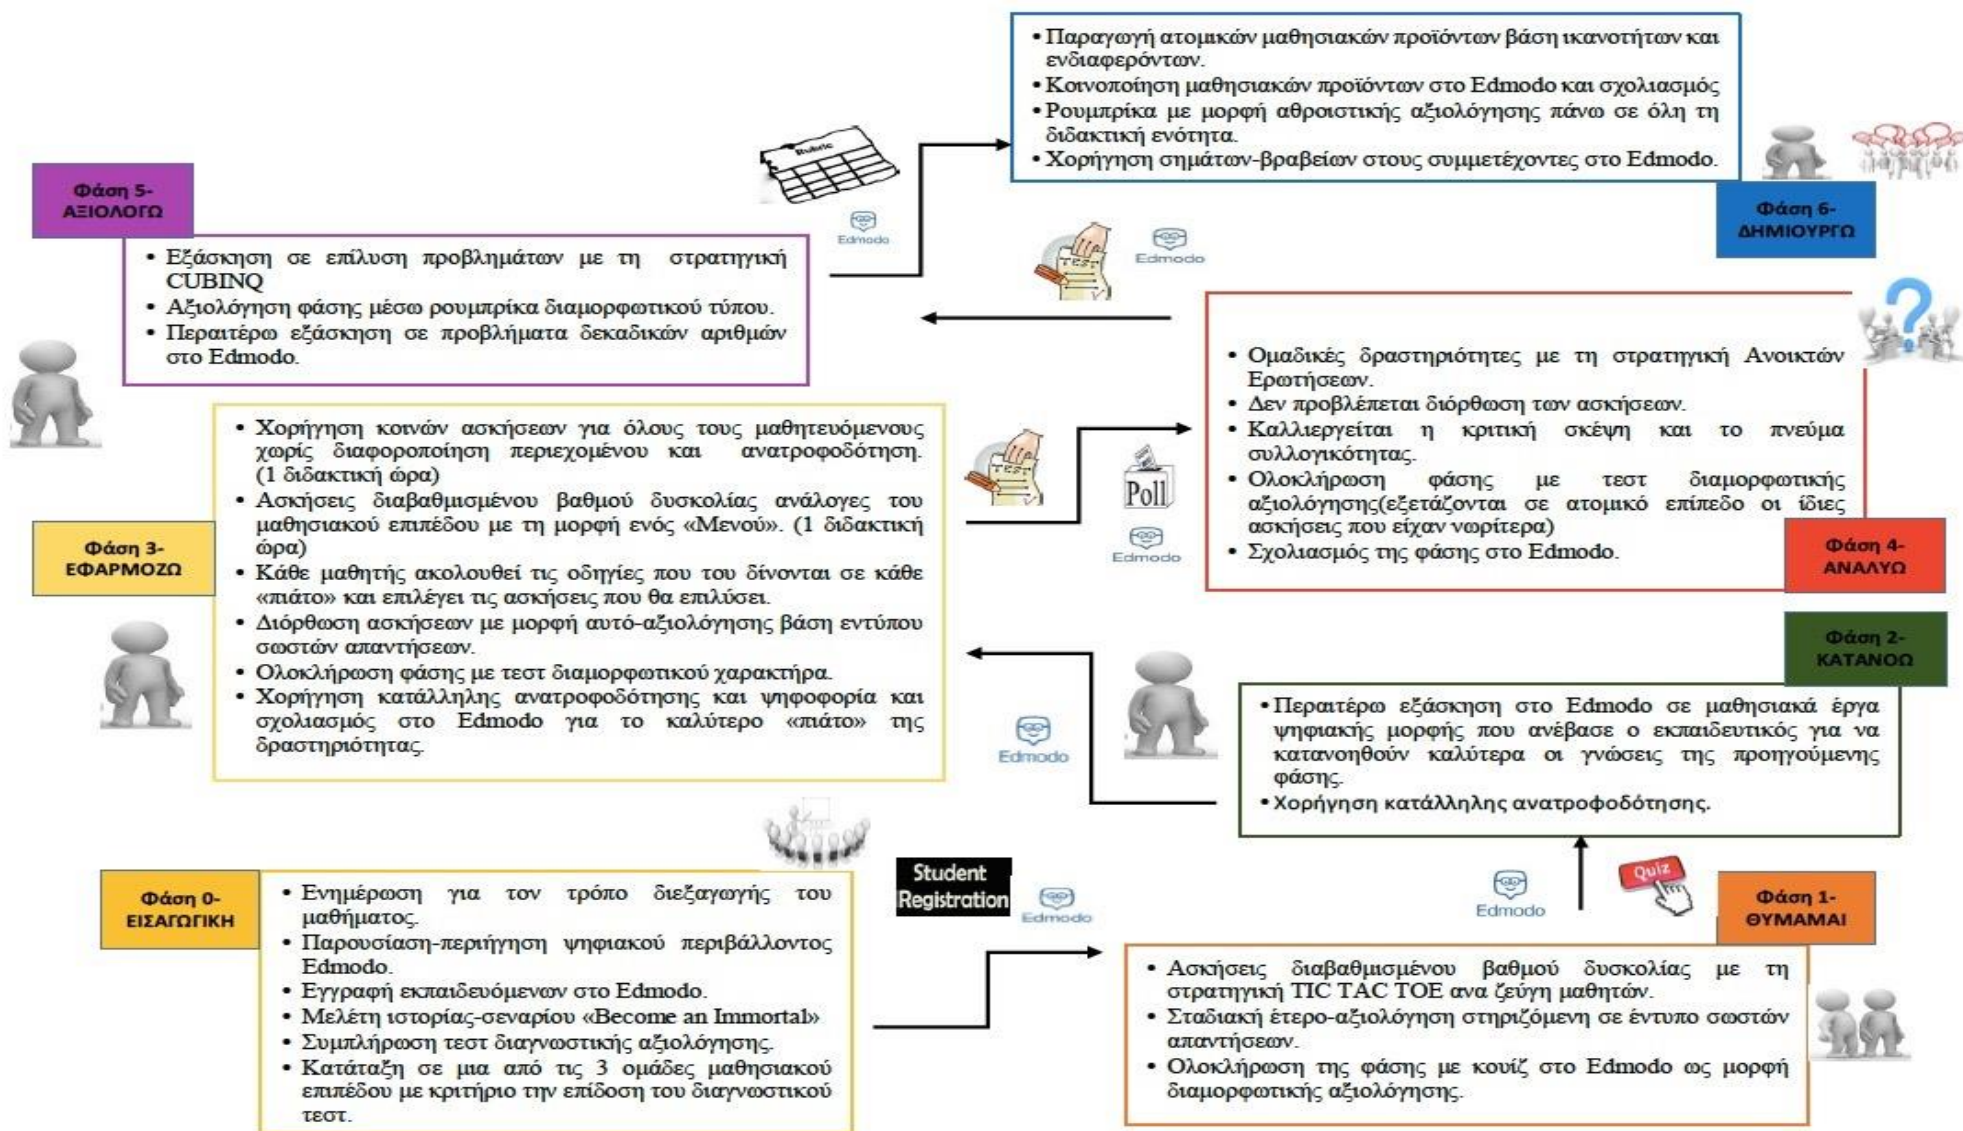 • Παραγωγή ατομικών μαθησιακών προϊόντων βάση ικανοτήτων και
ενδιαφερόντων.
• Κοινοποίηση μαθησιακών προϊόντων στο Edmodo και σχολιασμός
• Ρουμπρίκα με μορφή αθροιστικής αξιολόγησης πάνω σε όλη τη
διδακτική ενότητα.
• Χορήγηση σημάτων-βραβείων στους συμμετέχοντες στο Edmodo.
Φάση 6-
ΔΗΜΙΟΥΡΓΩ
Rubric
Edmodo
Φάση 5-
ΑΞΙΟΛΟΓΩ
• Εξάσκηση σε επίλυση προβλημάτων με τη στρατηγική
CUBINQ
• Αξιολόγηση φάσης μέσω ρουμπρίκα διαμορφωτικού τύπου.
• Περαιτέρω εξάσκηση σε προβλήματα δεκαδικών αριθμών
στο Edmodo.
TEST
Edmodo
• Ομαδικές δραστηριότητες με τη στρατηγική Ανοικτών
Ερωτήσεων.
• Δεν προβλέπεται διόρθωση των ασκήσεων.
• Καλλιεργείται η κριτική σκέψη και το πνεύμα
συλλογικότητας.
• Ολοκλήρωση φάσης με τεστ διαμορφωτικής
αξιολόγησης(εξετάζονται σε ατομικό επίπεδο οι ίδιες
ασκήσεις που είχαν νωρίτερα)
• Σχολιασμός της φάσης στο Edmodo.
Φάση 4-
ΑΝΑΛΥΩ
TEST
Poll
Edmodo
Φάση 3-
ΕΦΑΡΜΟΖΩ
• Χορήγηση κοινών ασκήσεων για όλους τους μαθητευόμενους
χωρίς διαφοροποίηση περιεχομένου και ανατροφοδότηση.
(1 διδακτική ώρα)
• Ασκήσεις διαβαθμισμένου βαθμού δυσκολίας ανάλογες του
μαθησιακού επιπέδου με τη μορφή ενός «Μενού». (1 διδακτική
ώρα)
• Κάθε μαθητής ακολουθεί τις οδηγίες που του δίνονται σε κάθε
«πιάτο» και επιλέγει τις ασκήσεις που θα επιλύσει.
• Διόρθωση ασκήσεων με μορφή αυτό-αξιολόγησης βάση εντύπου
σωστών απαντήσεων.
• Ολοκλήρωση φάσης με τεστ διαμορφωτικού χαρακτήρα.
• Χορήγηση κατάλληλης ανατροφοδότησης και ψηφοφορία και
σχολιασμός στο Edmodo για το καλύτερο «πιάτο» της
δραστηριότητας.
Edmodo
Φάση 2-
ΚΑΤΑΝΟΩ
• Περαιτέρω εξάσκηση στο Edmodo σε μαθησιακά έργα
ψηφιακής μορφής που ανέβασε ο εκπαιδευτικός για να
κατανοηθούν καλύτερα οι γνώσεις της προηγούμενης
φάσης.
• Χορήγηση κατάλληλης ανατροφοδότησης.
Φάση 0-
ΕΙΣΑΓΩΓΙΚΗ
• Ενημέρωση για τον τρόπο διεξαγωγής του
μαθήματος.
• Παρουσίαση-περιήγηση ψηφιακού περιβάλλοντος
Edmodo.
• Εγγραφή εκπαιδευόμενων στο Edmodo.
• Μελέτη ιστορίας-σεναρίου «Become an Immortal»
• Συμπλήρωση τεστ διαγνωστικής αξιολόγησης.
• Κατάταξη σε μια από τις 3 ομάδες μαθησιακού
επιπέδου με κριτήριο την επίδοση του διαγνωστικού
τεστ.
Student
Registration
Edmodo
Edmodo
Quiz
Φάση 1-
ΘΥΜΑΜΑΙ
• Ασκήσεις διαβαθμισμένου βαθμού δυσκολίας με τη
στρατηγική TIC TAC TOE ανα ζεύγη μαθητών.
• Σταδιακή έτερο-αξιολόγηση στηριζόμενη σε έντυπο σωστών
απαντήσεων.
• Ολοκλήρωση της φάσης με κουίζ στο Edmodo ως μορφή
διαμορφωτικής αξιολόγησης.